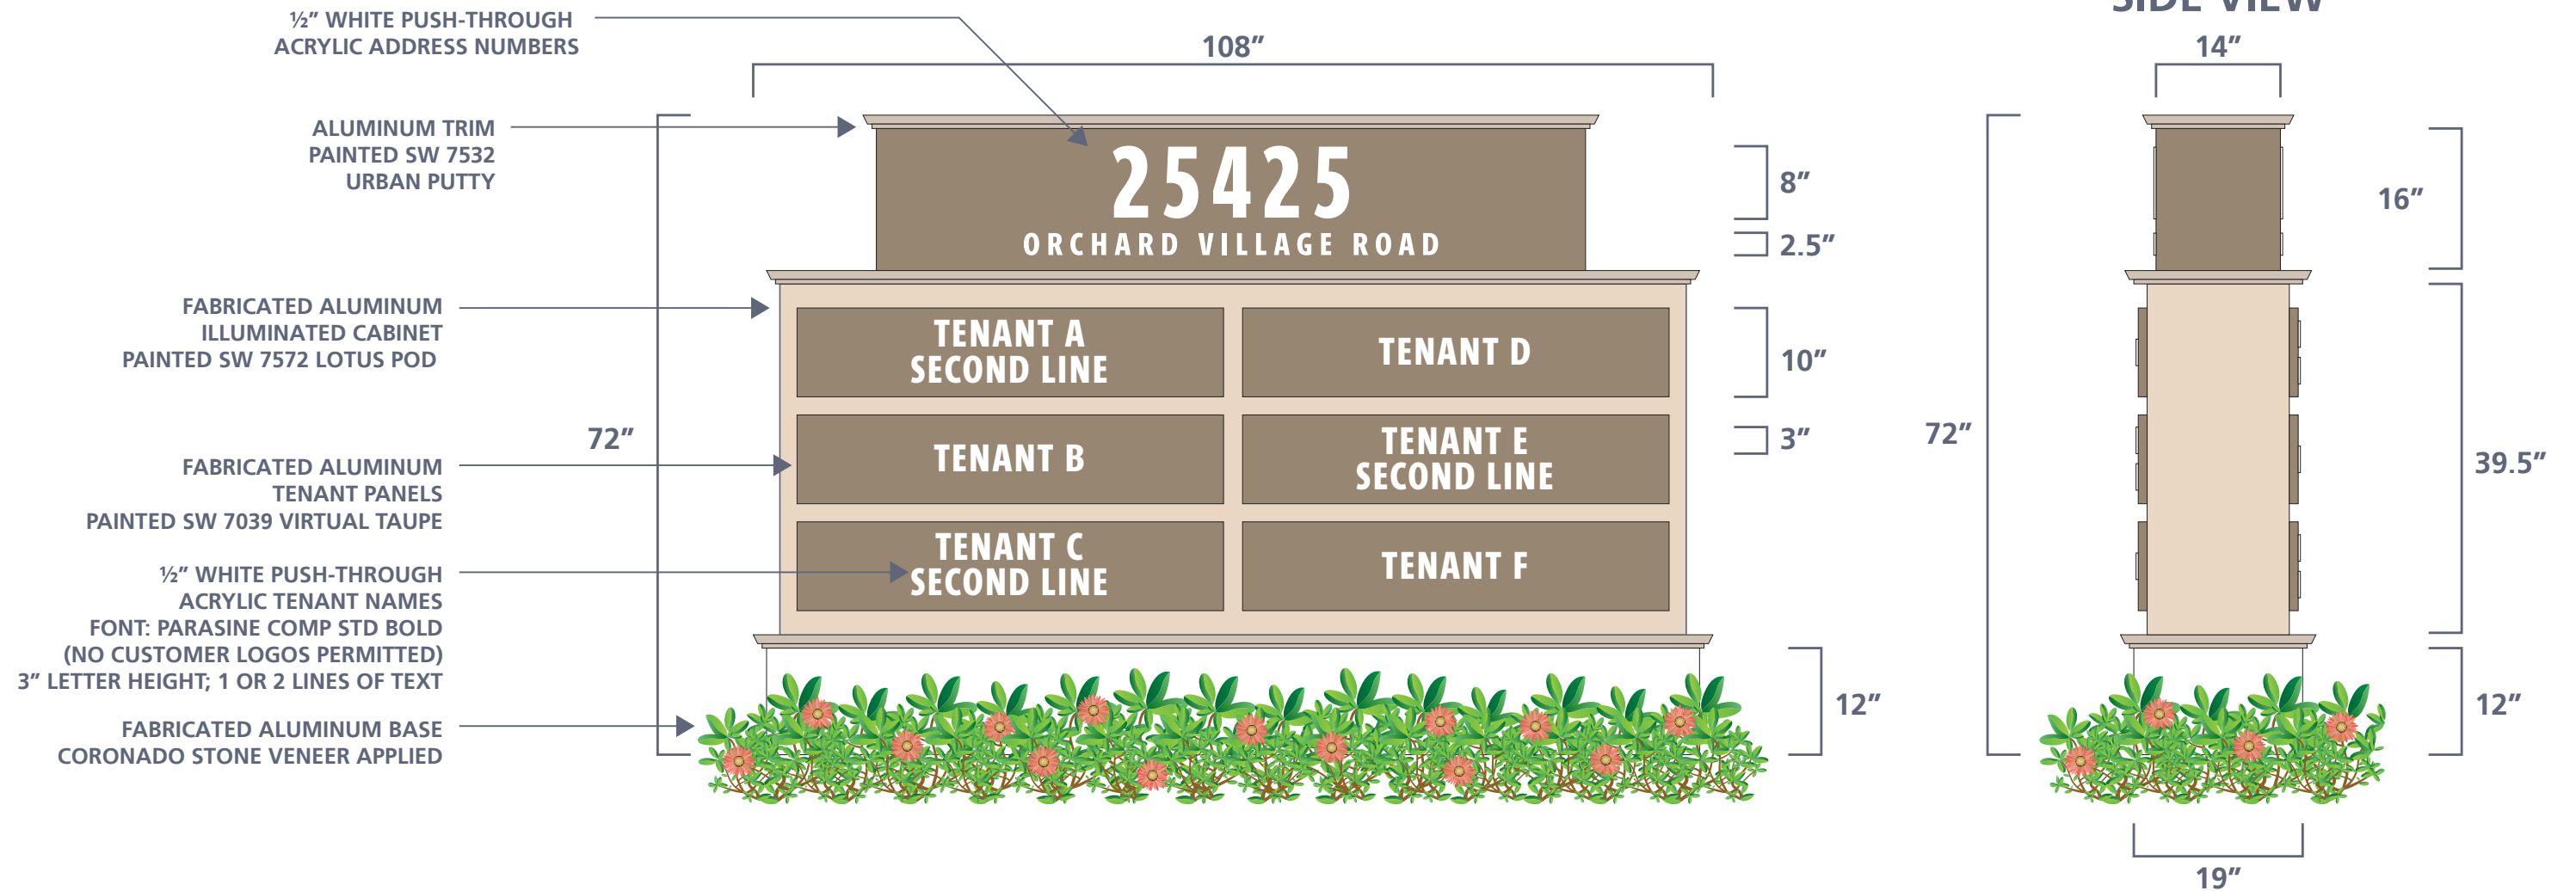 ½” WHITE PUSH-THROUGH
ACRYLIC ADDRESS NUMBERS
ALUMINUM TRIM
PAINTED SW 7532
URBAN PUTTY
FABRICATED ALUMINUM
ILLUMINATED CABINET
PAINTED SW 7572 LOTUS POD
72”
FABRICATED ALUMINUM
TENANT PANELS
PAINTED SW 7039 VIRTUAL TAUPE
½” WHITE PUSH-THROUGH
ACRYLIC TENANT NAMES
FONT: PARASINE COMP STD BOLD
(NO CUSTOMER LOGOS PERMITTED)
3” LETTER HEIGHT; 1 OR 2 LINES OF TEXT
FABRICATED ALUMINUM BASE
CORONADO STONE VENEER APPLIED
108”
25425
ORCHARD VILLAGE ROAD
TENANT A
SECOND LINE
TENANT D
TENANT B
TENANT E
SECOND LINE
TENANT C
SECOND LINE
TENANT F
8”
2.5”
10”
3”
12”
SIDE VIEW
14”
72”
16”
39.5”
12”
19”